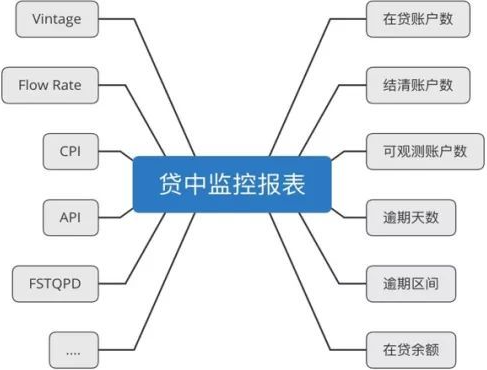 Vintage
Flow Rate
CPI
API
FSTQPD
....
贷中监控报表
在贷账户数
结清账户数
可观测账户数
逾期天数
逾期区间
在贷余额